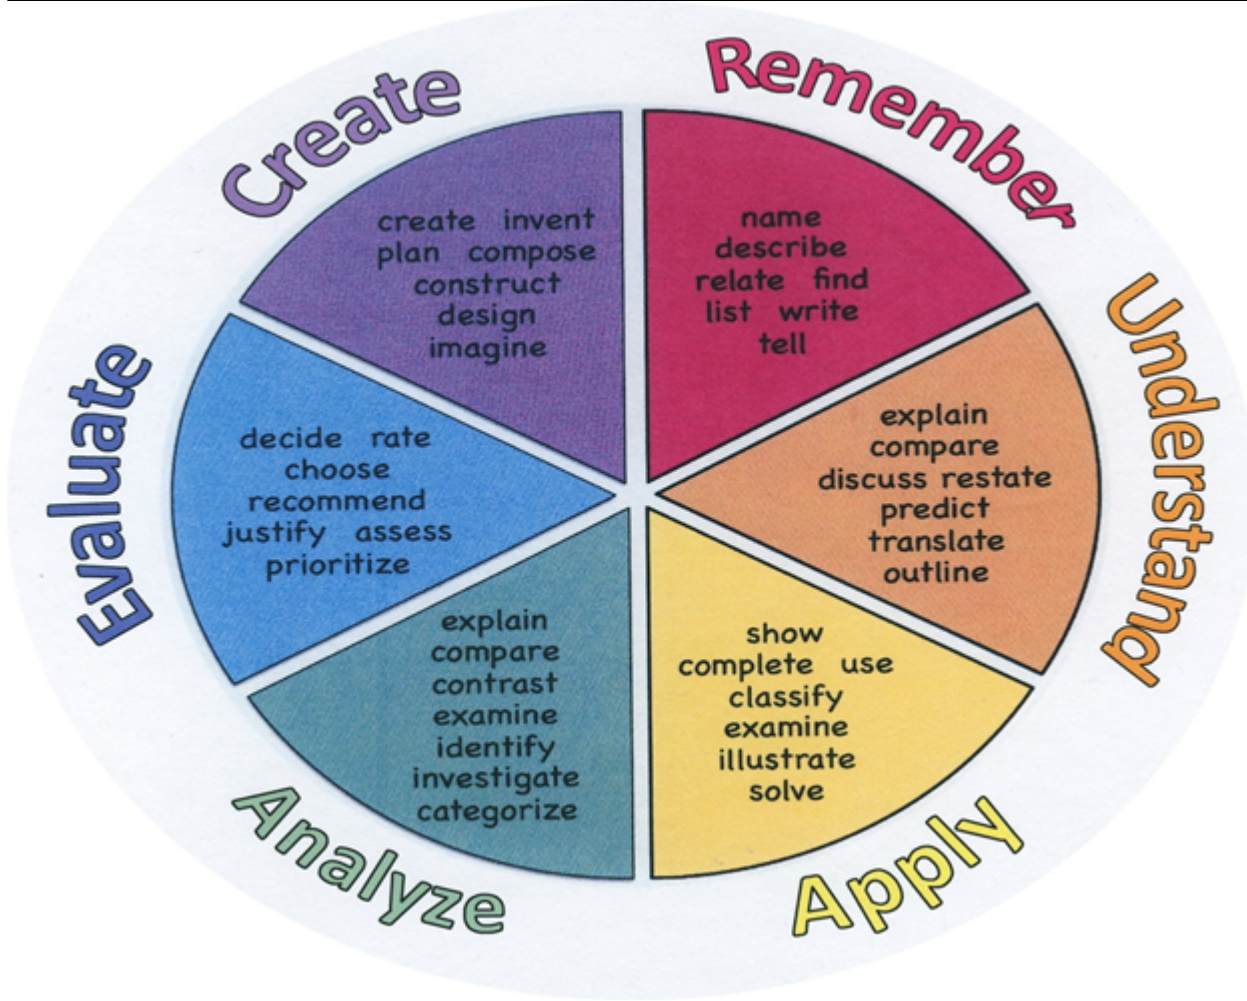 Remember
name
describe
relate find
list write
tell
Understand
explain
compare
discuss restate
predict
translate
outline
Apply
show
complete use
classify
examine
illustrate
solve
Analyze
explain
compare
contrast
examine
identify
investigate
categorize
Evaluate
decide rate
choose
recommend
justify assess
prioritize
Create
create invent
plan compose
construct
design
imagine